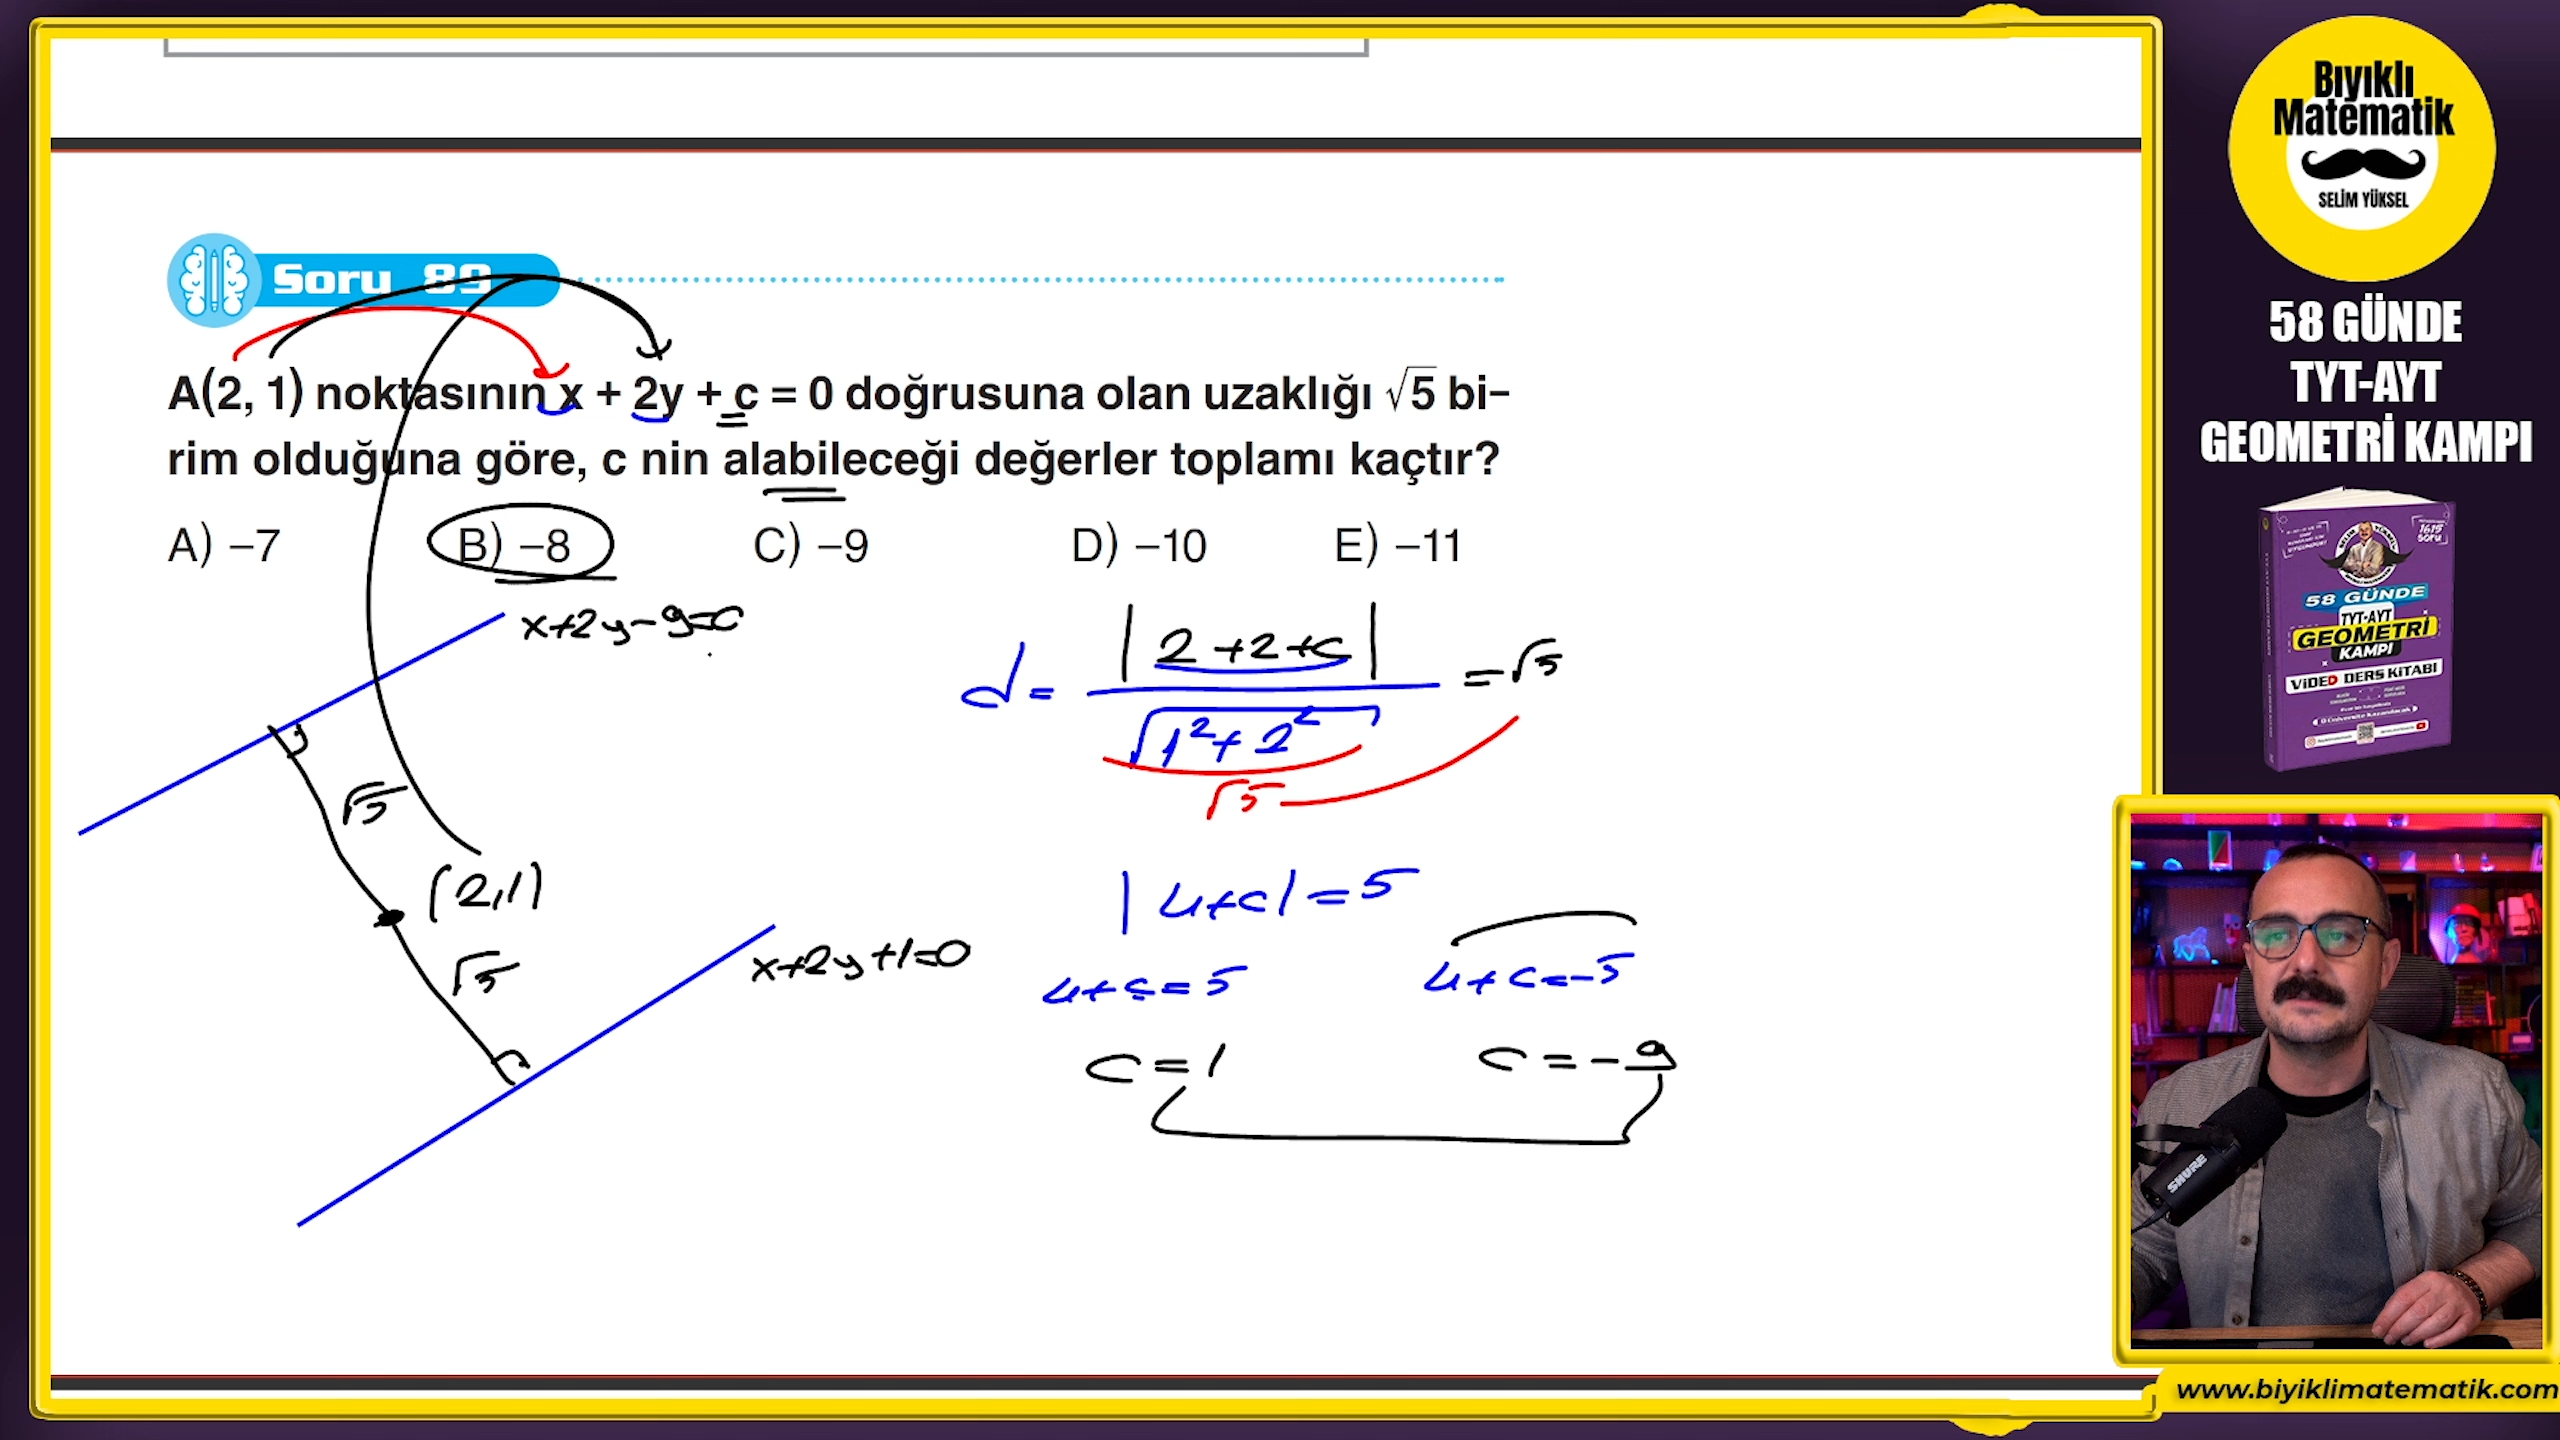 Soru 89
A(2, 1) noktasının x + 2y + c = 0 doğrusuna olan uzaklığı √5 bi-
rim olduğuna göre, c nin alabileceği değerler toplamı kaçtır?
A) –7 B) –8 C) –9 D) –10 E) –11
x+2y-9=0
d = |2+2+c| / √1²+2² = √5
√5
√5
(2,1)
√5
x+2y+1=0
|4+c|=5
4+c=5 4+c=-5
c=1 c=-9
Bıyıklı
Matematik
SELİM YÜKSEL
58 GÜNDE
TYT-AYT
GEOMETRİ KAMPI
1615
SORU
58 GÜNDE
TYT-AYT
GEOMETRİ
KAMPI
VİDEO DERS KİTABI
SHURE
www.biyiklimatematik.com